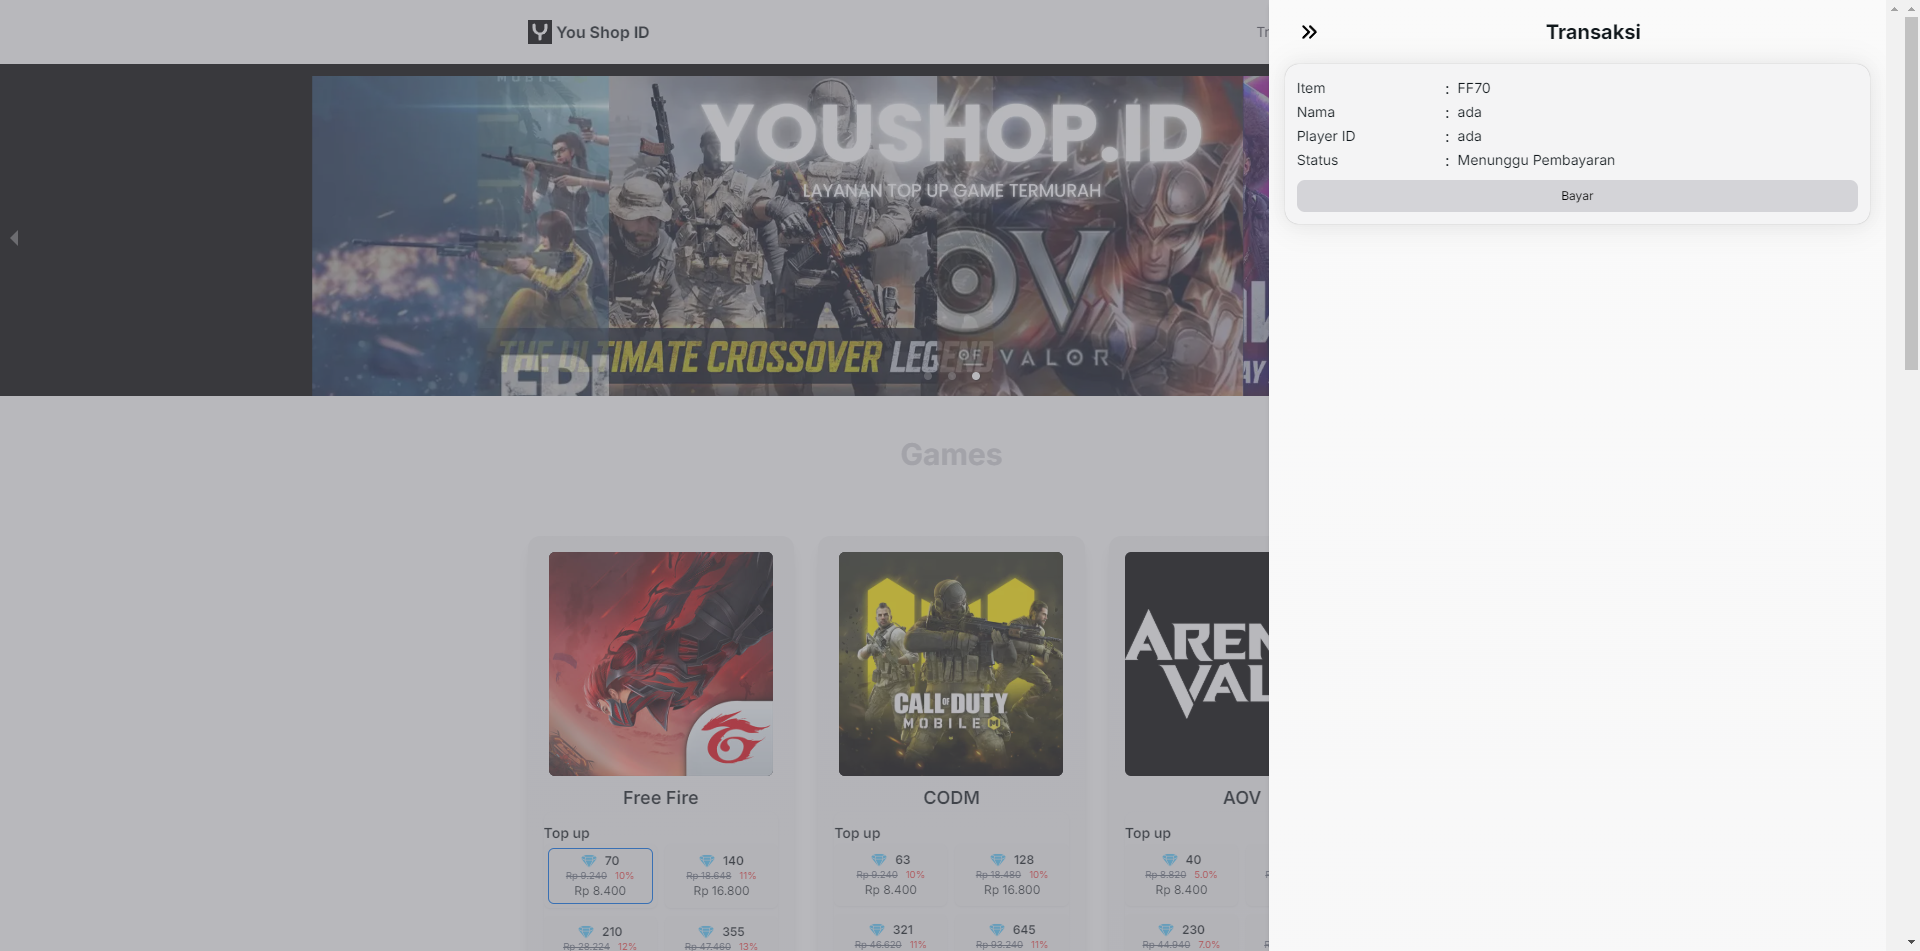 You Shop ID
Transaksi
Item : FF70
Nama : ada
Player ID : ada
Status : Menunggu Pembayaran
Bayar
YOUSHOP.ID
LAYANAN TOP UP GAME TERMURAH
THE ULTIMATE CROSSOVER LEGEND
OV
OF VALOR
Games
CALL OF DUTY
MOBILE
Free Fire
CODM
AOV
Top up
70
Rp 9.240 10%
Rp 8.400
140
Rp 18.648 11%
Rp 16.800
210
Rp 28.224 12%
355
Rp 47.460 13%
Top up
63
Rp 9.240 10%
Rp 8.400
128
Rp 18.480 10%
Rp 16.800
321
Rp 46.620 11%
645
Rp 93.240 11%
Top up
40
Rp 8.820 5.0%
Rp 8.400
230
Rp 44.940 7.0%